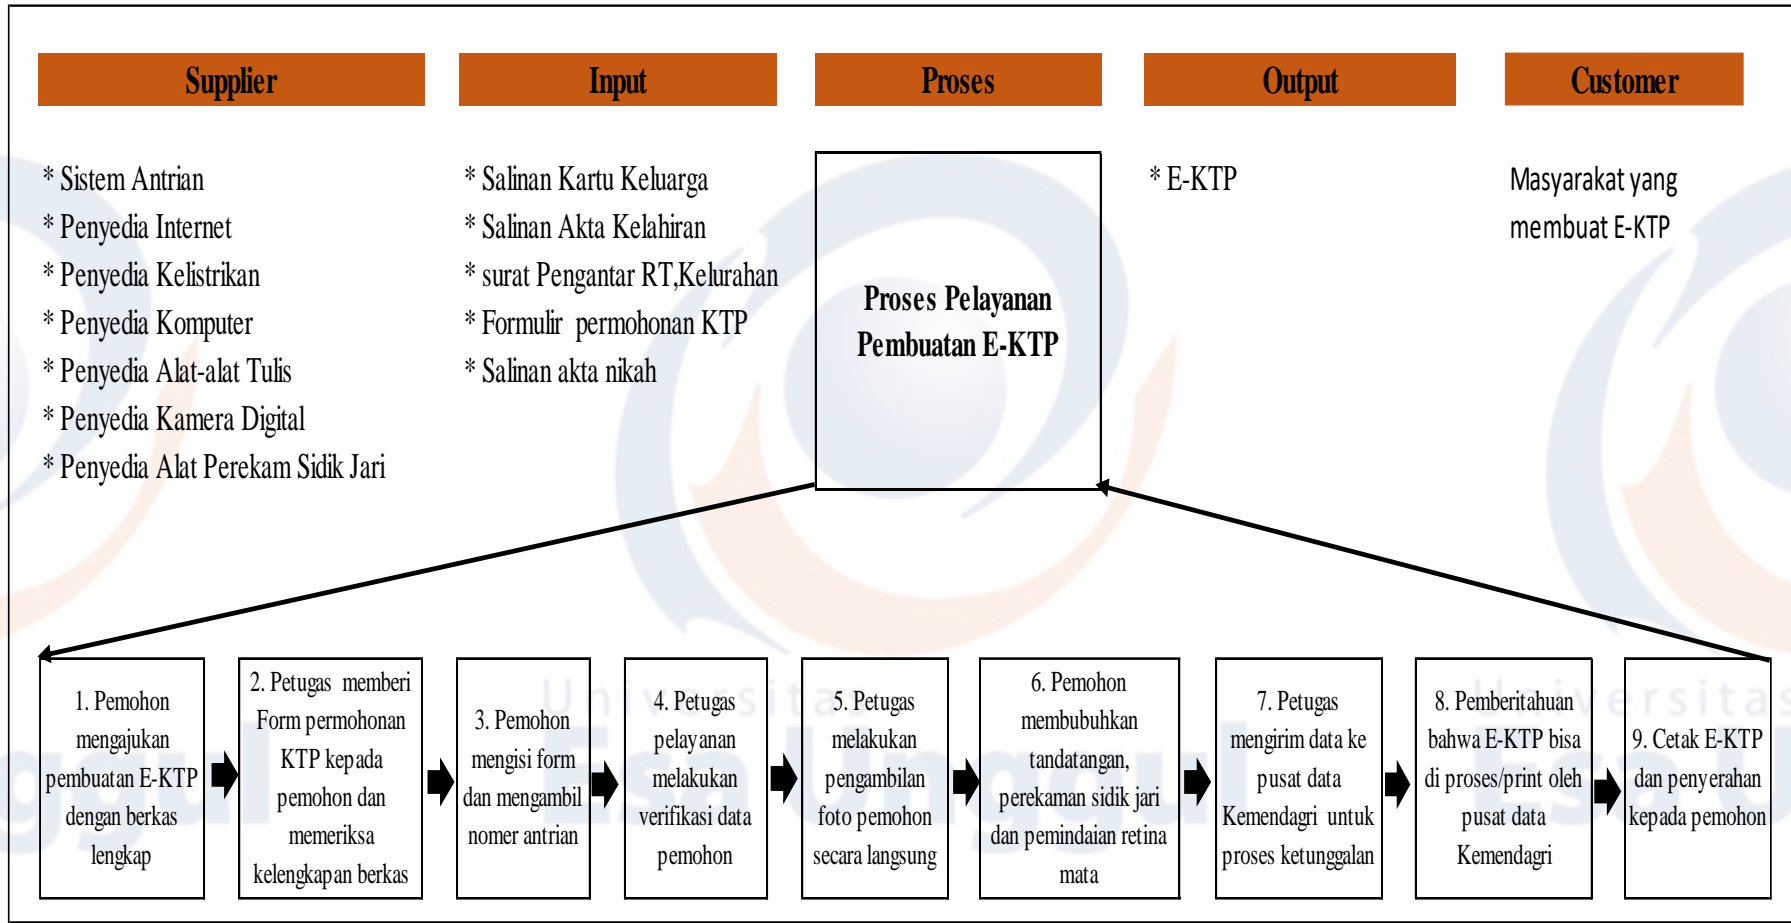 Supplier
Input
Proses
Output
Customer
* Sistem Antrian
* Penyedia Internet
* Penyedia Kelistrikan
* Penyedia Komputer
* Penyedia Alat-alat Tulis
* Penyedia Kamera Digital
* Penyedia Alat Perekam Sidik Jari
* Salinan Kartu Keluarga
* Salinan Akta Kelahiran
* surat Pengantar RT,Kelurahan
* Formulir permohonan KTP
* Salinan akta nikah
Proses Pelayanan
Pembuatan E-KTP
* E-KTP
Masyarakat yang
membuat E-KTP
1. Pemohon
mengajukan
pembuatan E-KTP
dengan berkas
lengkap
2. Petugas memberi
Form permohonan
KTP kepada
pemohon dan
memeriksa
kelengkapan berkas
3. Pemohon
mengisi form
dan mengambil
nomer antrian
4. Petugas
pelayanan
melakukan
verifikasi data
pemohon
5. Petugas
melakukan
pengambilan
foto pemohon
secara langsung
6. Pemohon
membubuhkan
tandatangan,
perekaman sidik jari
dan pemindaian retina
mata
7. Petugas
mengirim data ke
pusat data
Kemendagri untuk
proses ketunggalan
8. Pemberitahuan
bahwa E-KTP bisa
di proses/print oleh
pusat data
Kemendagri
9. Cetak E-KTP
dan penyerahan
kepada pemohon
Universitas
Esa Unggul
Universitas
Esa U
nggul